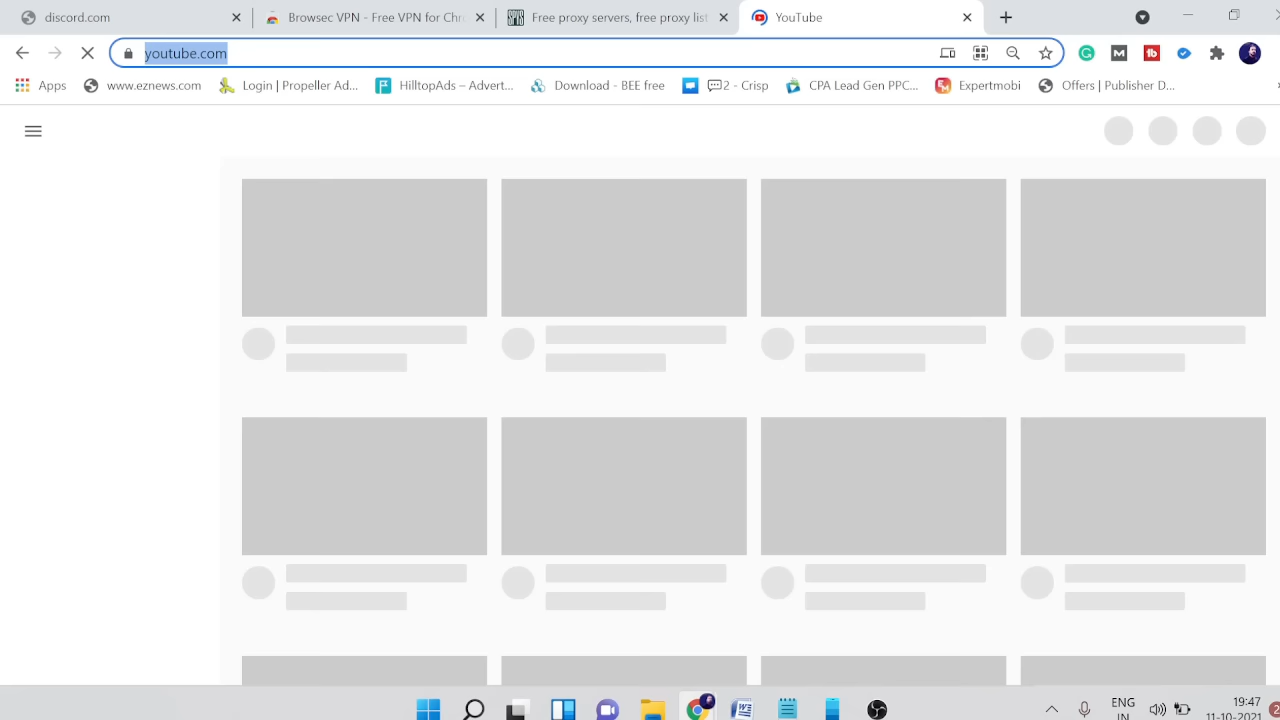 discord.com
Browsec VPN - Free VPN for Chr
Free proxy servers, free proxy list
YouTube
youtube.com
Apps
www.eznews.com
Login | Propeller Ad...
HilltopAds – Advert...
Download - BEE free
2 - Crisp
CPA Lead Gen PPC...
Expertmobi
Offers | Publisher D...
ENG
IN
19:47
11-10-2021
2